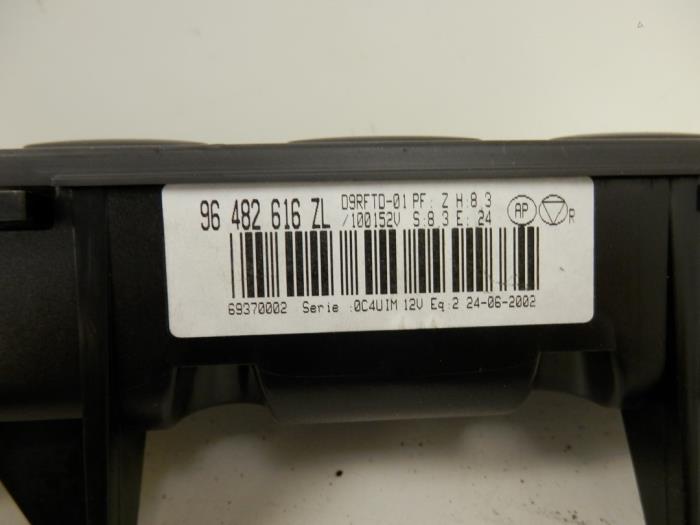 96 482 616 ZL D9RFTD-01 PF: Z H:8.3
/100152V S:8 3 E: 24 AP R
69370002 Serie :0C4UIM 12V Eq:2 24-06-2002